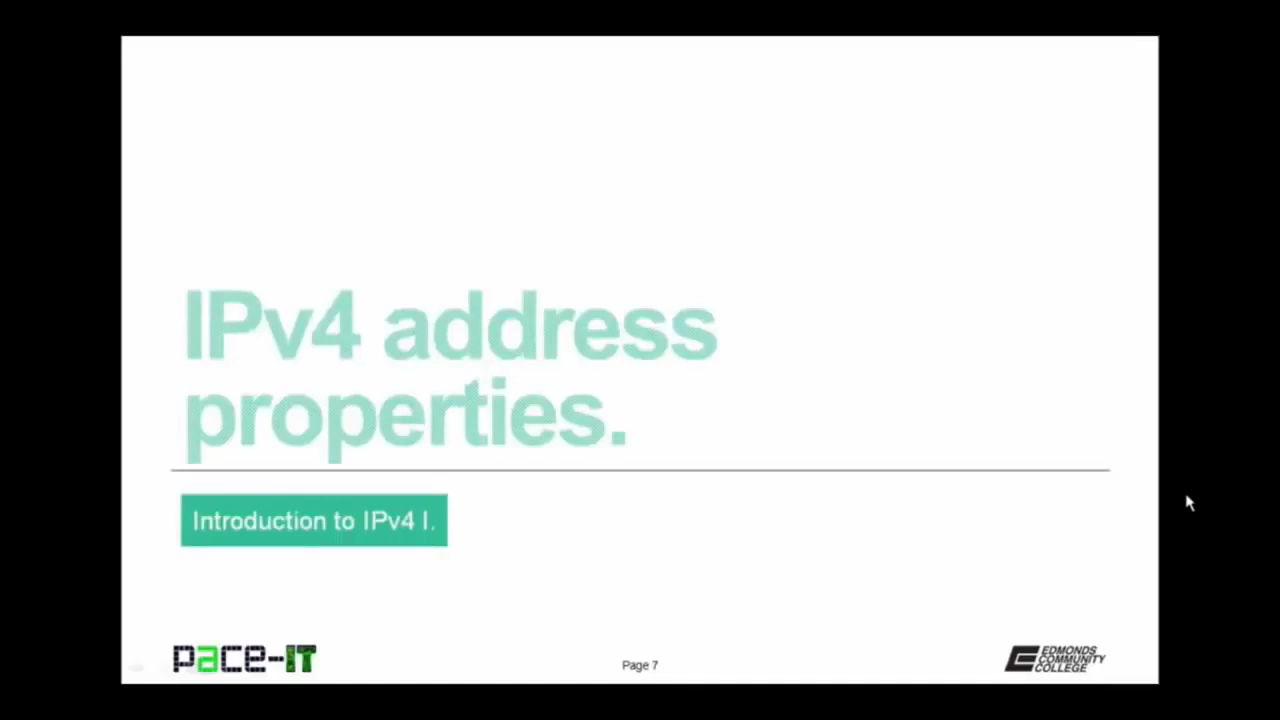 IPv4 address
properties.
Introduction to IPv4 I.
pace-IT
Page 7
EDMONDS
COMMUNITY
COLLEGE